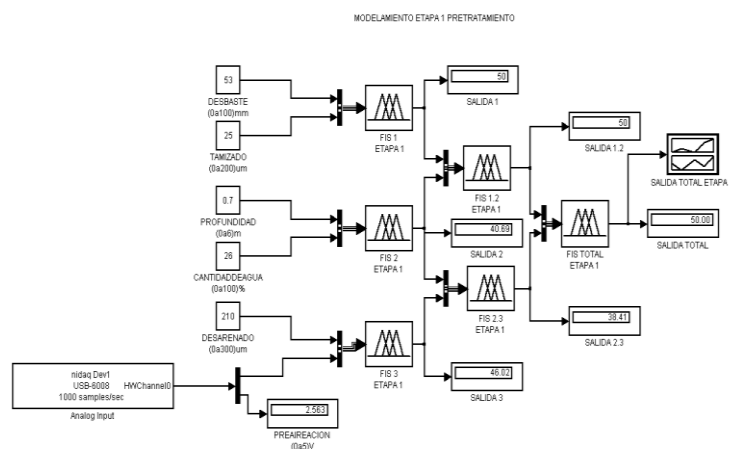 MODELAMIENTO ETAPA 1 PRETRATAMIENTO
53
DESBASTE
(0a100)mm
25
TAMIZADO
(0a200)um
FIS 1
ETAPA 1
50
SALIDA 1
FIS 1.2
ETAPA 1
50
SALIDA 1.2
SALIDA TOTAL ETAPA
0.7
PROFUNDIDAD
(0a6)m
26
CANTIDADDEAGUA
(0a100)%
FIS 2
ETAPA 1
40.69
SALIDA 2
FIS TOTAL
ETAPA 1
50.00
SALIDA TOTAL
FIS 2.3
ETAPA 1
38.41
SALIDA 2.3
210
DESARENADO
(0a300)um
FIS 3
ETAPA 1
46.02
SALIDA 3
nidaq Dev1
USB-6008 HWChannel0
1000 samples/sec
Analog Input
2.563
PREAIREACION
(0a5)V